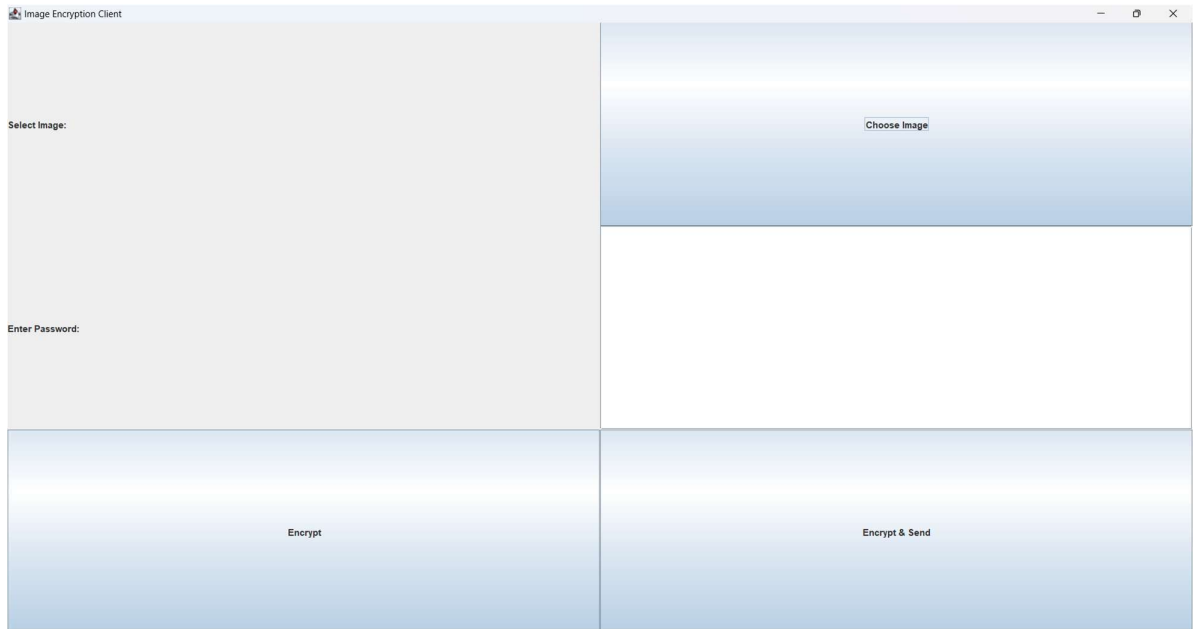 Image Encryption Client
Select Image:
Choose Image
Enter Password:
Encrypt
Encrypt & Send